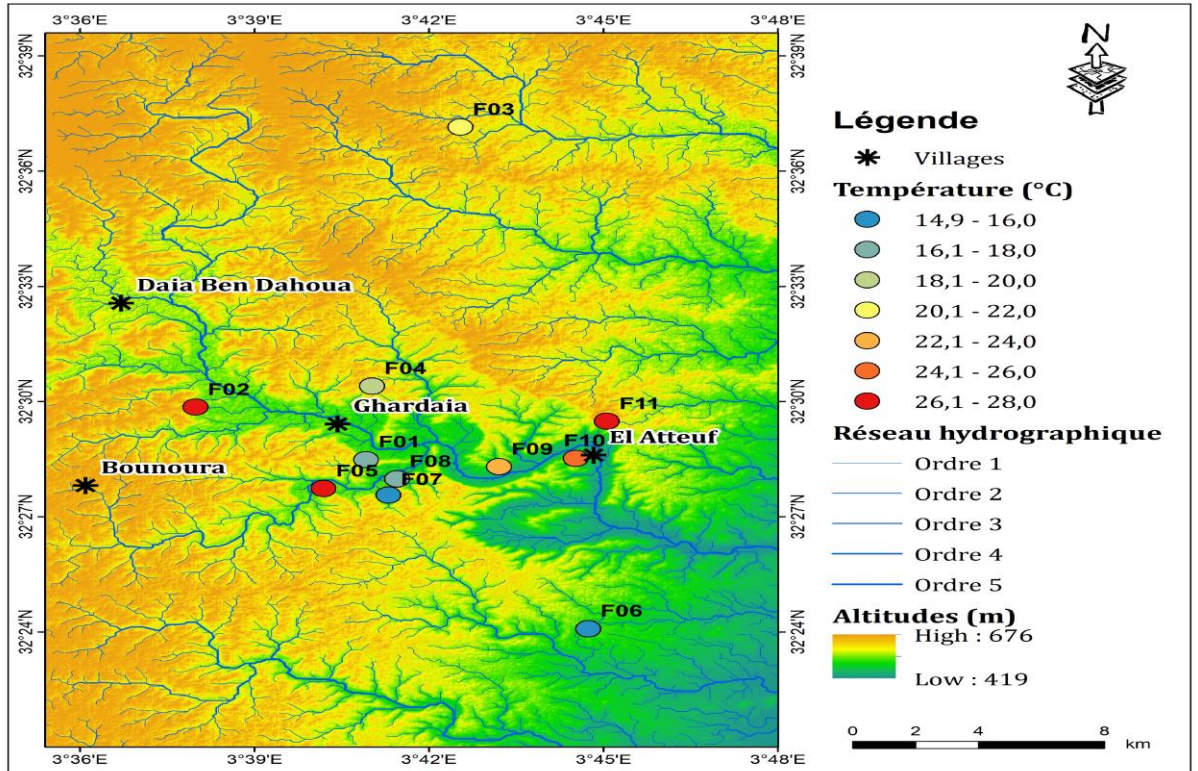 3°36'E 3°39'E 3°42'E 3°45'E 3°48'E
32°39'N 32°39'N
F03
32°36'N 32°36'N
32°33'N 32°33'N
Daia Ben Dahoua
F04
F02
32°30'N 32°30'N
Ghardaia
F11
F01
F10
F09
El Atteuf
F08
F05
F07
Bounoura
32°27'N 32°27'N
F06
32°24'N 32°24'N
3°36'E 3°39'E 3°42'E 3°45'E 3°48'E
N
Légende
Villages
Température (°C)
14,9 - 16,0
16,1 - 18,0
18,1 - 20,0
20,1 - 22,0
22,1 - 24,0
24,1 - 26,0
26,1 - 28,0
Réseau hydrographique
Ordre 1
Ordre 2
Ordre 3
Ordre 4
Ordre 5
Altitudes (m)
High : 676
Low : 419
0 2 4 8
km